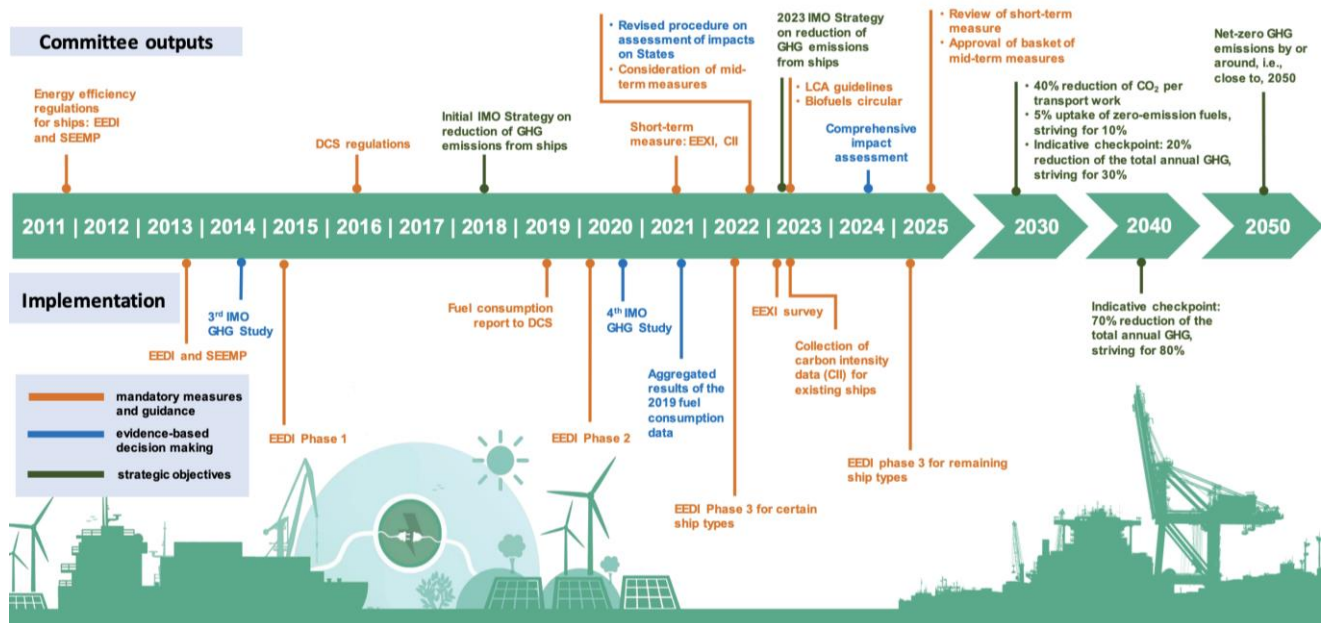 Committee outputs
Energy efficiency
regulations
for ships: EEDI
and SEEMP
DCS regulations
Initial IMO Strategy on
reduction of GHG
emissions from ships
• Revised procedure on
assessment of impacts
on States
• Consideration of mid-
term measures
Short-term
measure: EEXI, CII
2023 IMO Strategy
on reduction of
GHG emissions
from ships
• LCA guidelines
• Biofuels circular
Comprehensive
impact
assessment
• Review of short-term
measure
• Approval of basket of
mid-term measures
• 40% reduction of CO₂ per
transport work
• 5% uptake of zero-emission fuels,
striving for 10%
• Indicative checkpoint: 20%
reduction of the total annual GHG,
striving for 30%
Net-zero GHG
emissions by or
around, i.e.,
close to, 2050
2011 | 2012 | 2013 | 2014 | 2015 | 2016 | 2017 | 2018 | 2019 | 2020 | 2021 | 2022 | 2023 | 2024 | 2025
2030
2040
2050
Implementation
EEDI and SEEMP
3rd IMO
GHG Study
EEDI Phase 1
Fuel consumption
report to DCS
EEDI Phase 2
4th IMO
GHG Study
Aggregated
results of the
2019 fuel
consumption
data
EEDI Phase 3 for certain
ship types
EEXI survey
Collection of
carbon intensity
data (CII) for
existing ships
EEDI phase 3 for remaining
ship types
Indicative checkpoint:
70% reduction of the
total annual GHG,
striving for 80%
mandatory measures
and guidance
evidence-based
decision making
strategic objectives